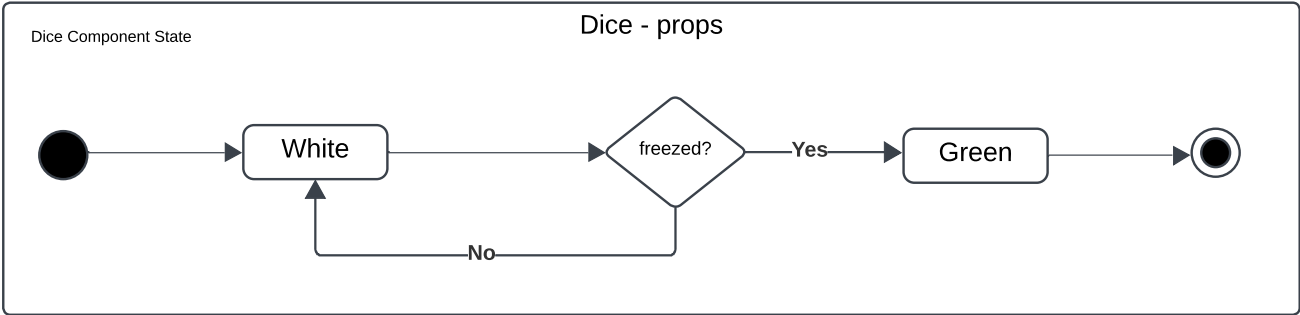 Dice - props
Dice Component State
White
freezed?
Yes
Green
No